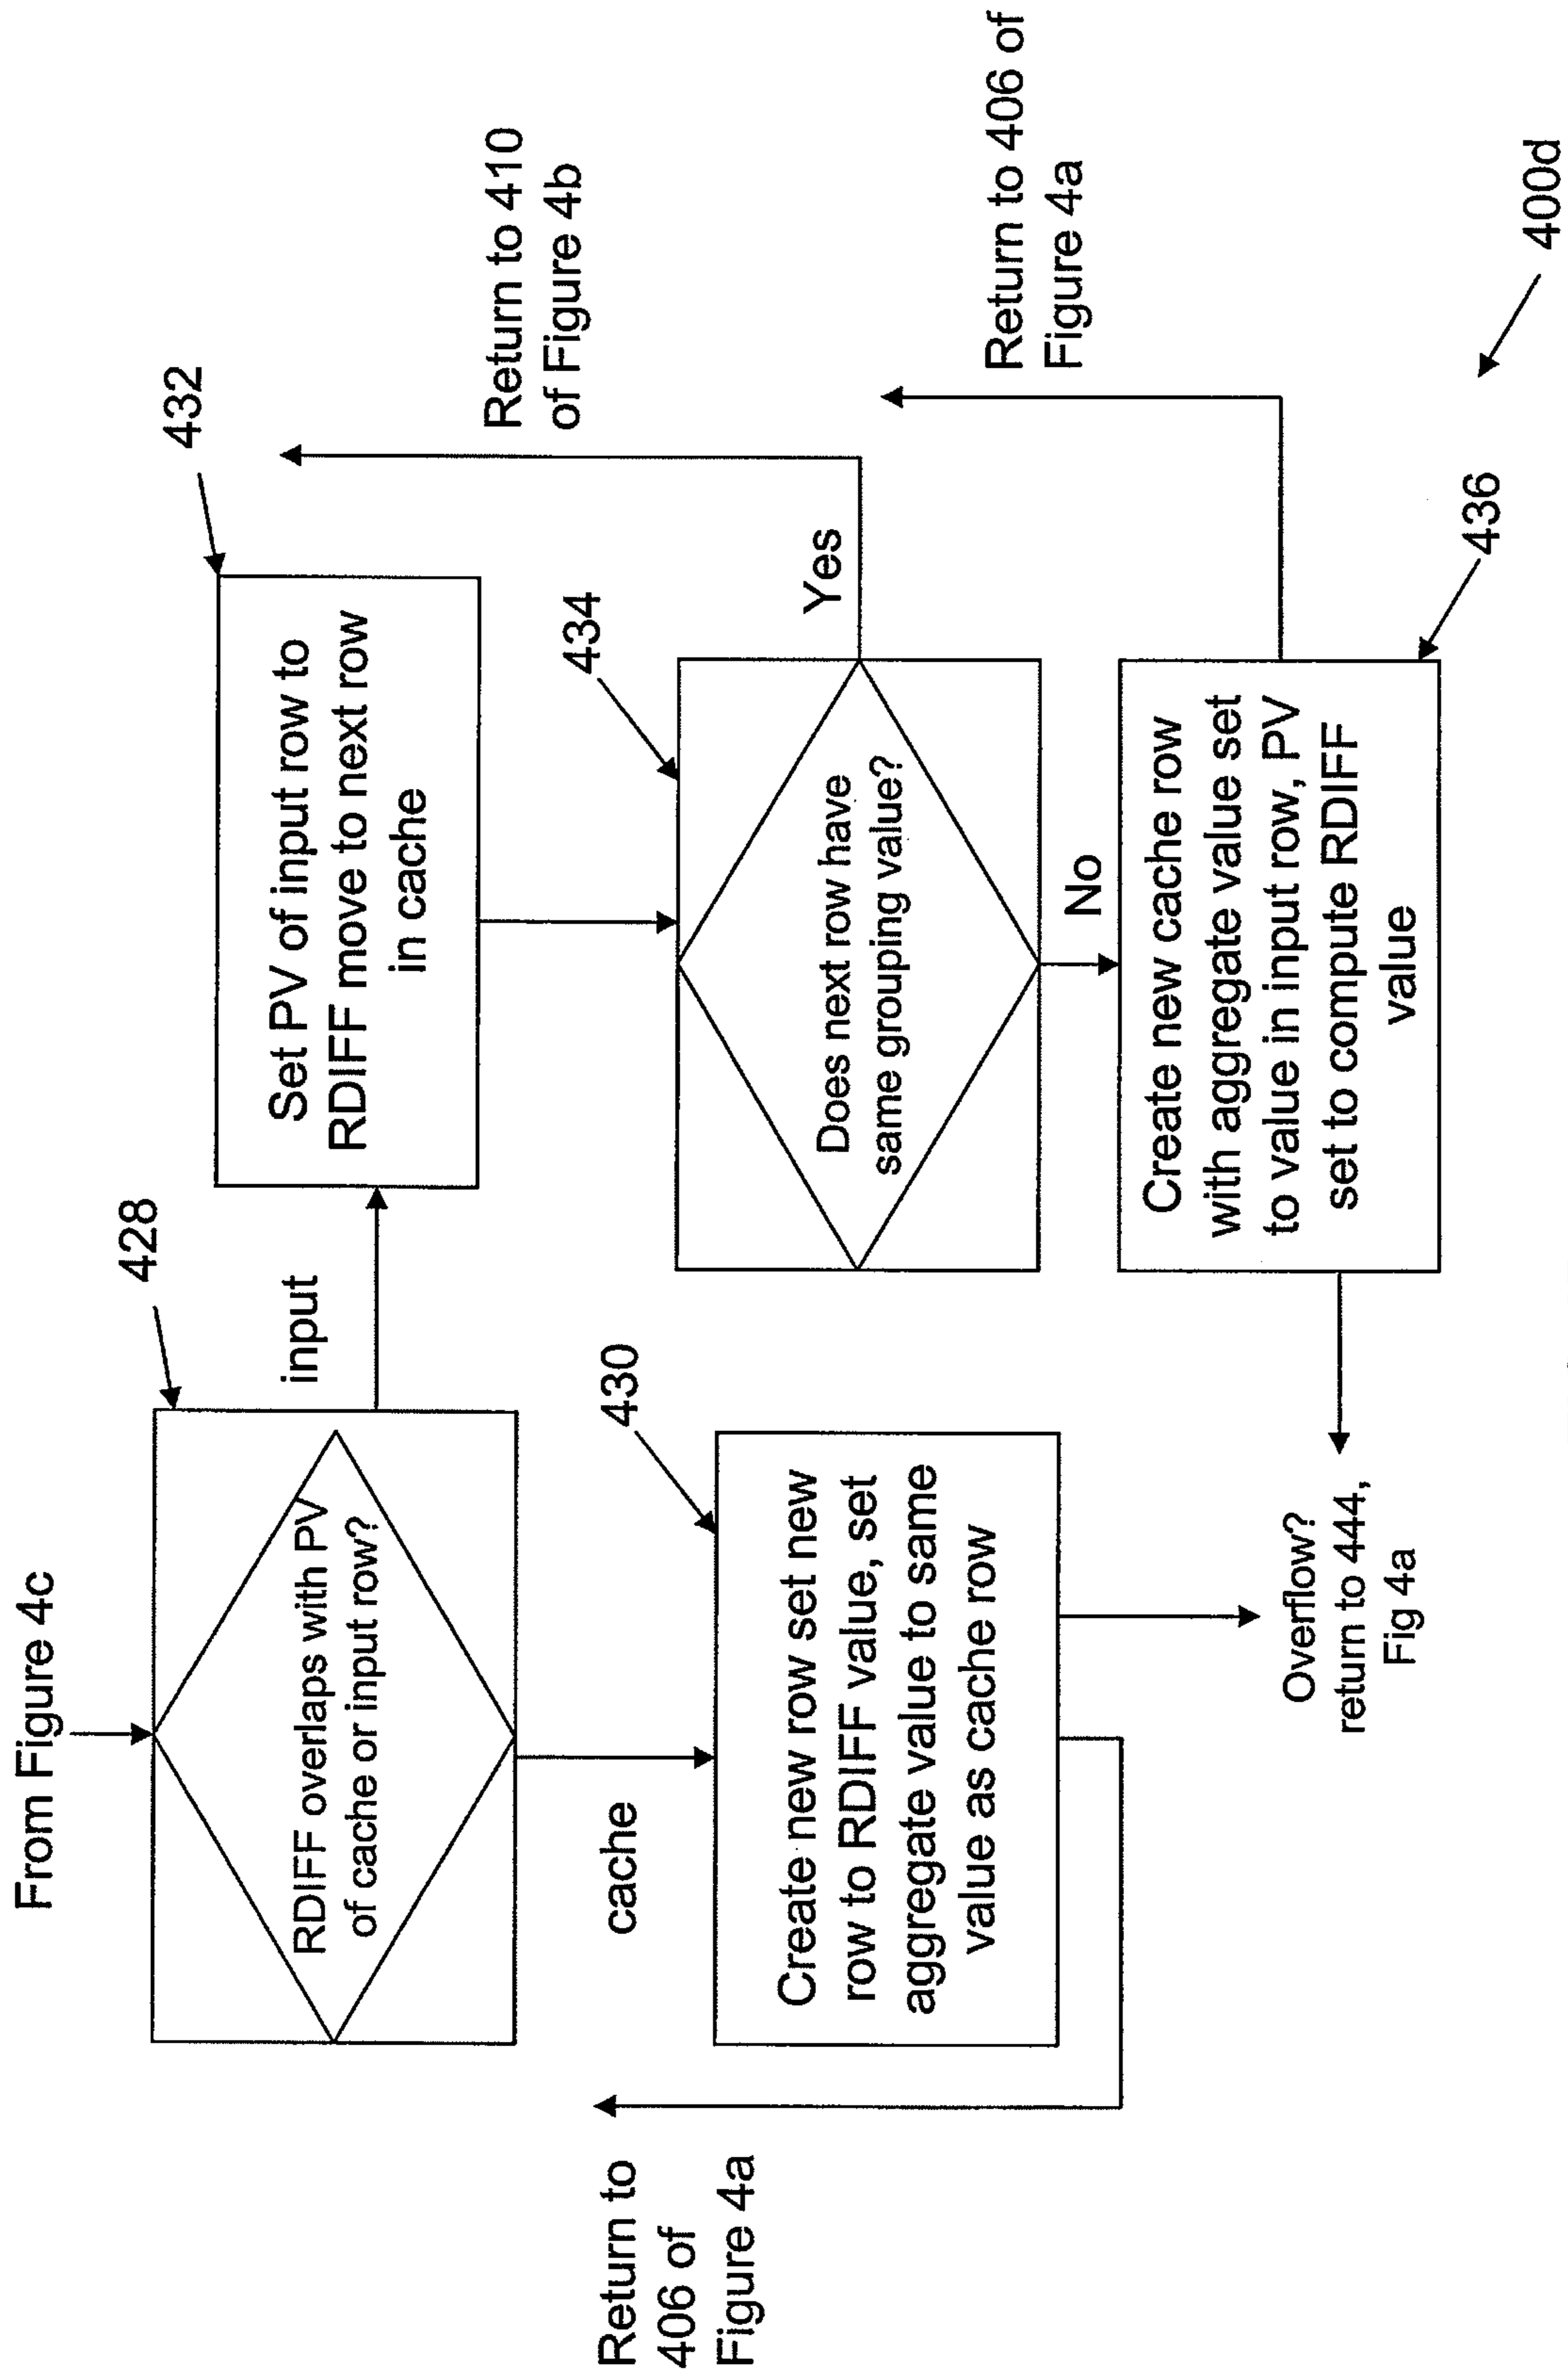 From Figure 4c
428
RDIFF overlaps with PV
of cache or input row?
input
432
Set PV of input row to
RDIFF move to next row
in cache
cache
430
Create new row set new
row to RDIFF value, set
aggregate value to same
value as cache row
Return to
406 of
Figure 4a
Overflow?
return to 444,
Fig 4a
434
Does next row have
same grouping value?
Yes
Return to 410
of Figure 4b
No
Create new cache row
with aggregate value set
to value in input row, PV
set to compute RDIFF
value
436
Return to 406 of
Figure 4a
400d